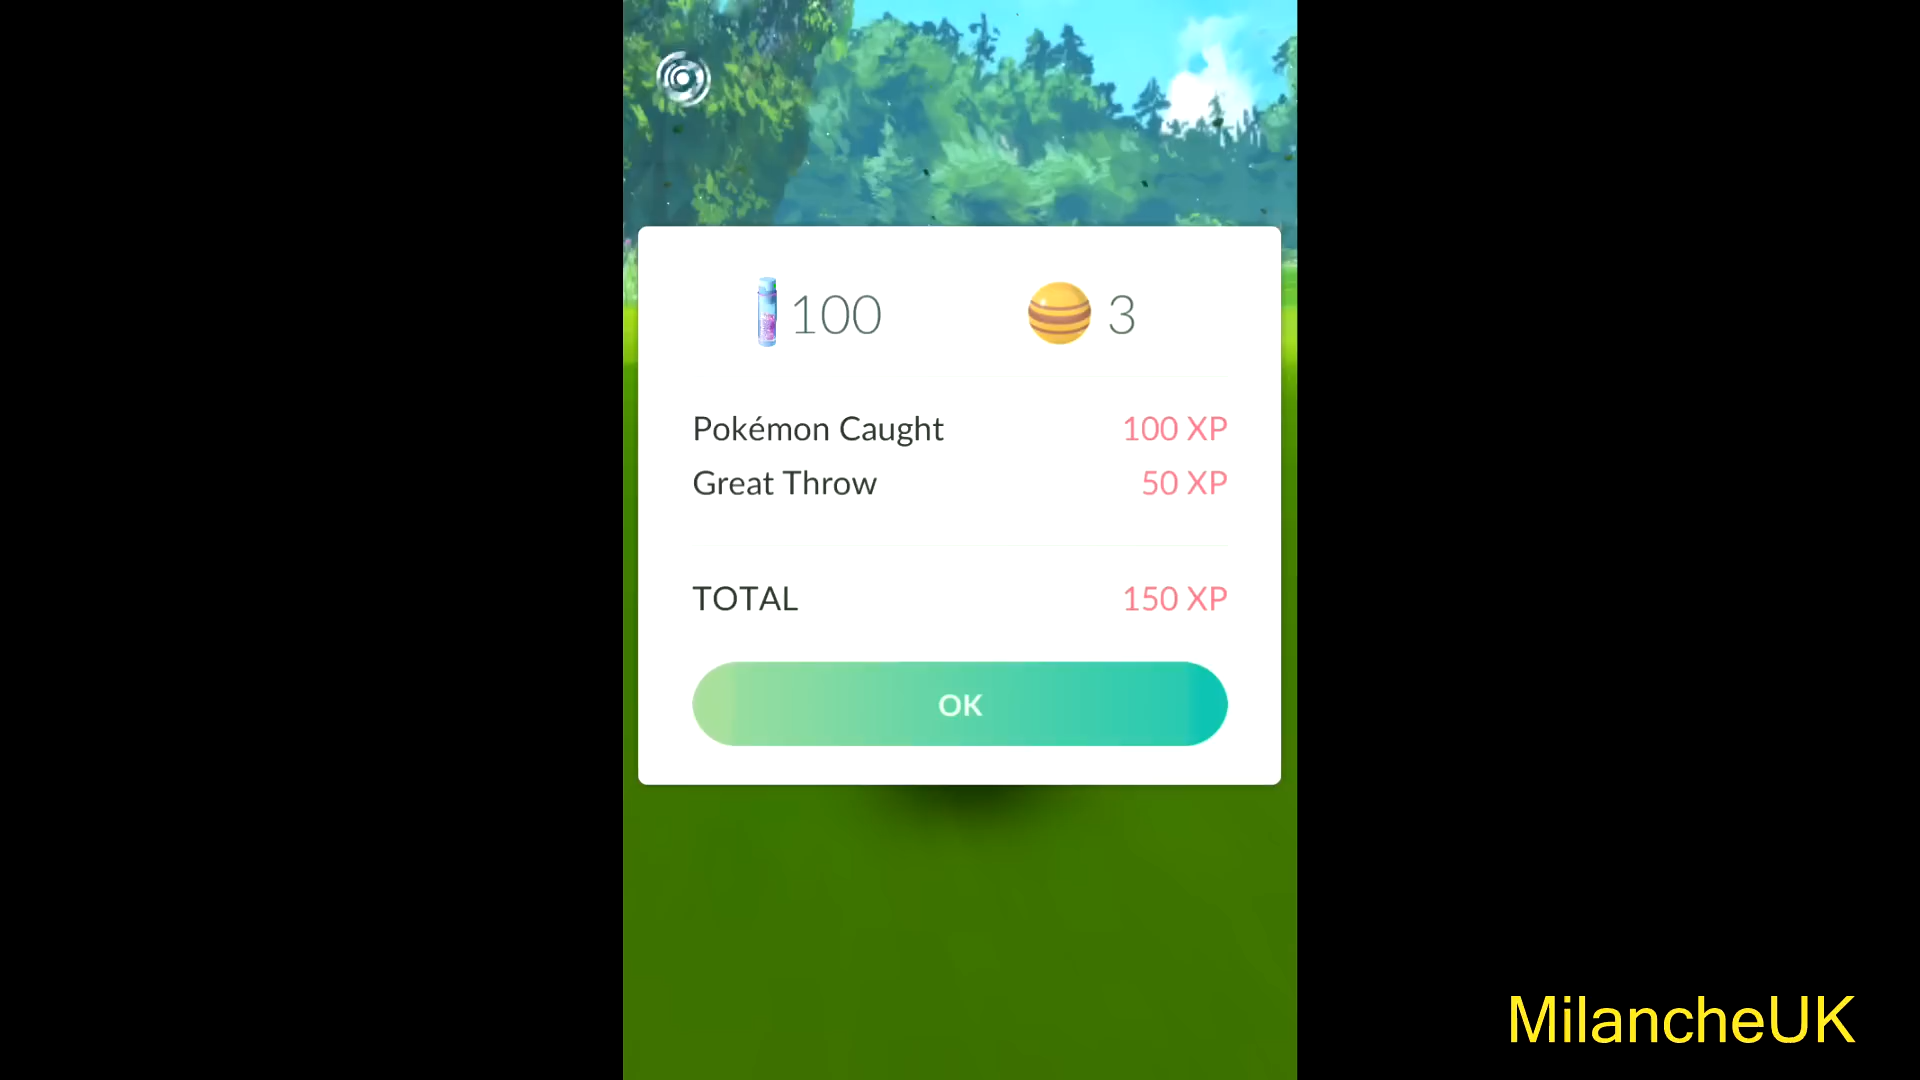 100 3
Pokémon Caught 100 XP
Great Throw 50 XP
TOTAL 150 XP
OK
MilancheUK